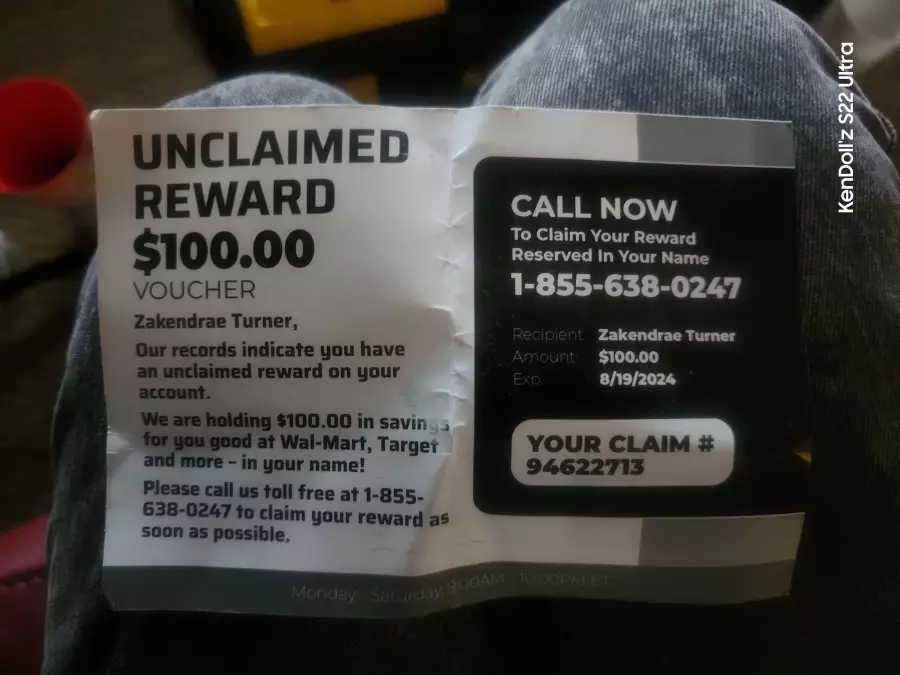 UNCLAIMED
REWARD
$100.00
VOUCHER
Zakendrae Turner,
Our records indicate you have
an unclaimed reward on your
account.
We are holding $100.00 in savings
for you good at Wal-Mart, Target
and more – in your name!
Please call us toll free at 1-855-
638-0247 to claim your reward as
soon as possible.
CALL NOW
To Claim Your Reward
Reserved In Your Name
1-855-638-0247
Recipient Zakendrae Turner
Amount $100.00
Exp. 8/19/2024
YOUR CLAIM #
94622713
Monday - Saturday 9:00AM - 10:00PM ET
KenDoll'z S22 Ultra